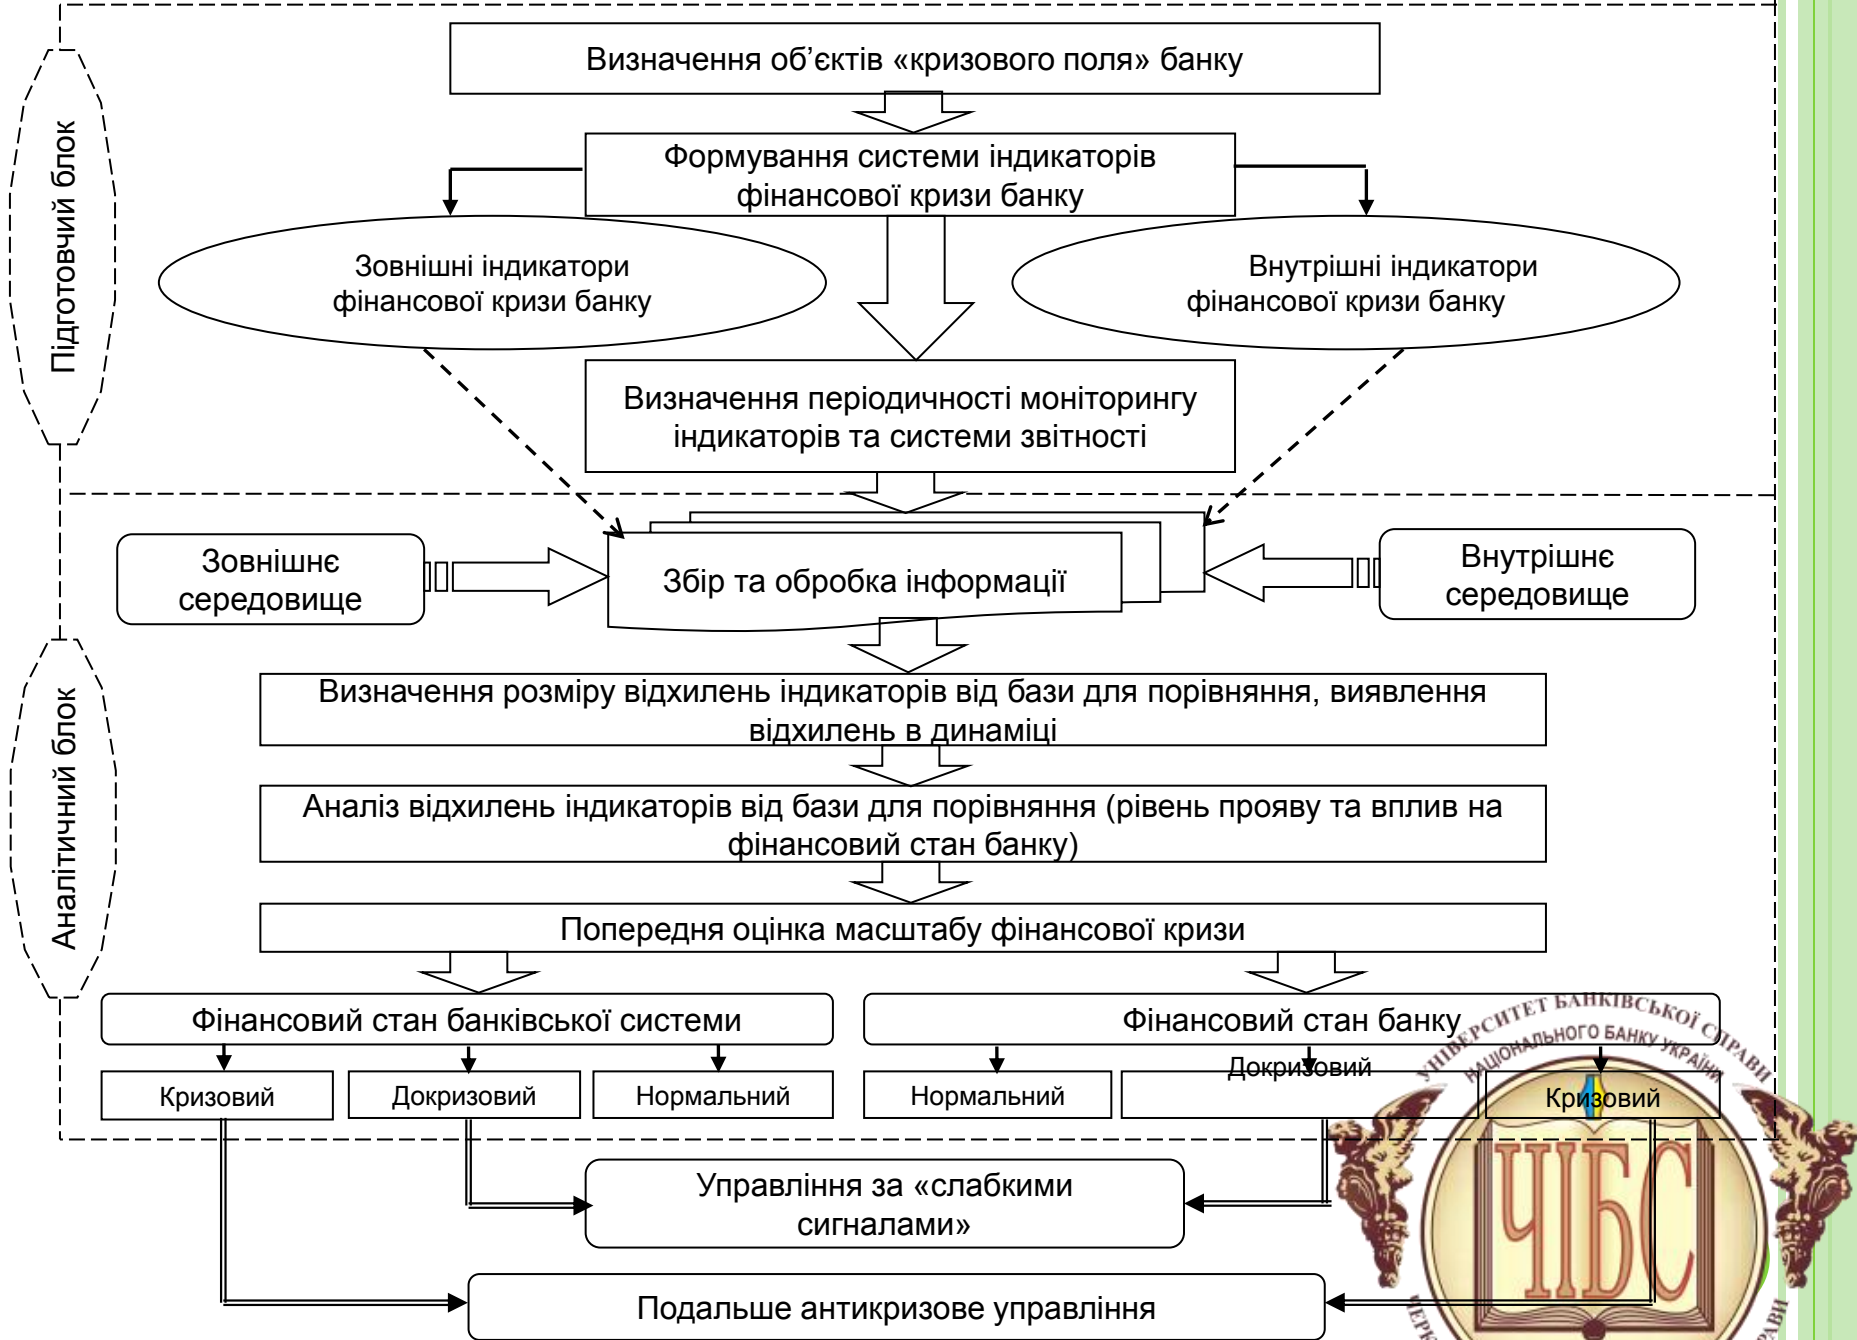 Підготовчий блок
Визначення об’єктів «кризового поля» банку
Формування системи індикаторів
фінансової кризи банку
Зовнішні індикатори
фінансової кризи банку
Внутрішні індикатори
фінансової кризи банку
Визначення періодичності моніторингу
індикаторів та системи звітності
Аналітичний блок
Зовнішнє
середовище
Збір та обробка інформації
Внутрішнє
середовище
Визначення розміру відхилень індикаторів від бази для порівняння, виявлення
відхилень в динаміці
Аналіз відхилень індикаторів від бази для порівняння (рівень прояву та вплив на
фінансовий стан банку)
Попередня оцінка масштабу фінансової кризи
Фінансовий стан банківської системи
Фінансовий стан банку
Кризовий
Докризовий
Нормальний
Нормальний
Докризовий
Кризовий
Управління за «слабкими
сигналами»
Подальше антикризове управління
УНІВЕРСИТЕТ БАНКІВСЬКОЇ СПРАВИ
НАЦІОНАЛЬНОГО БАНКУ УКРАЇНИ
ЧІБС